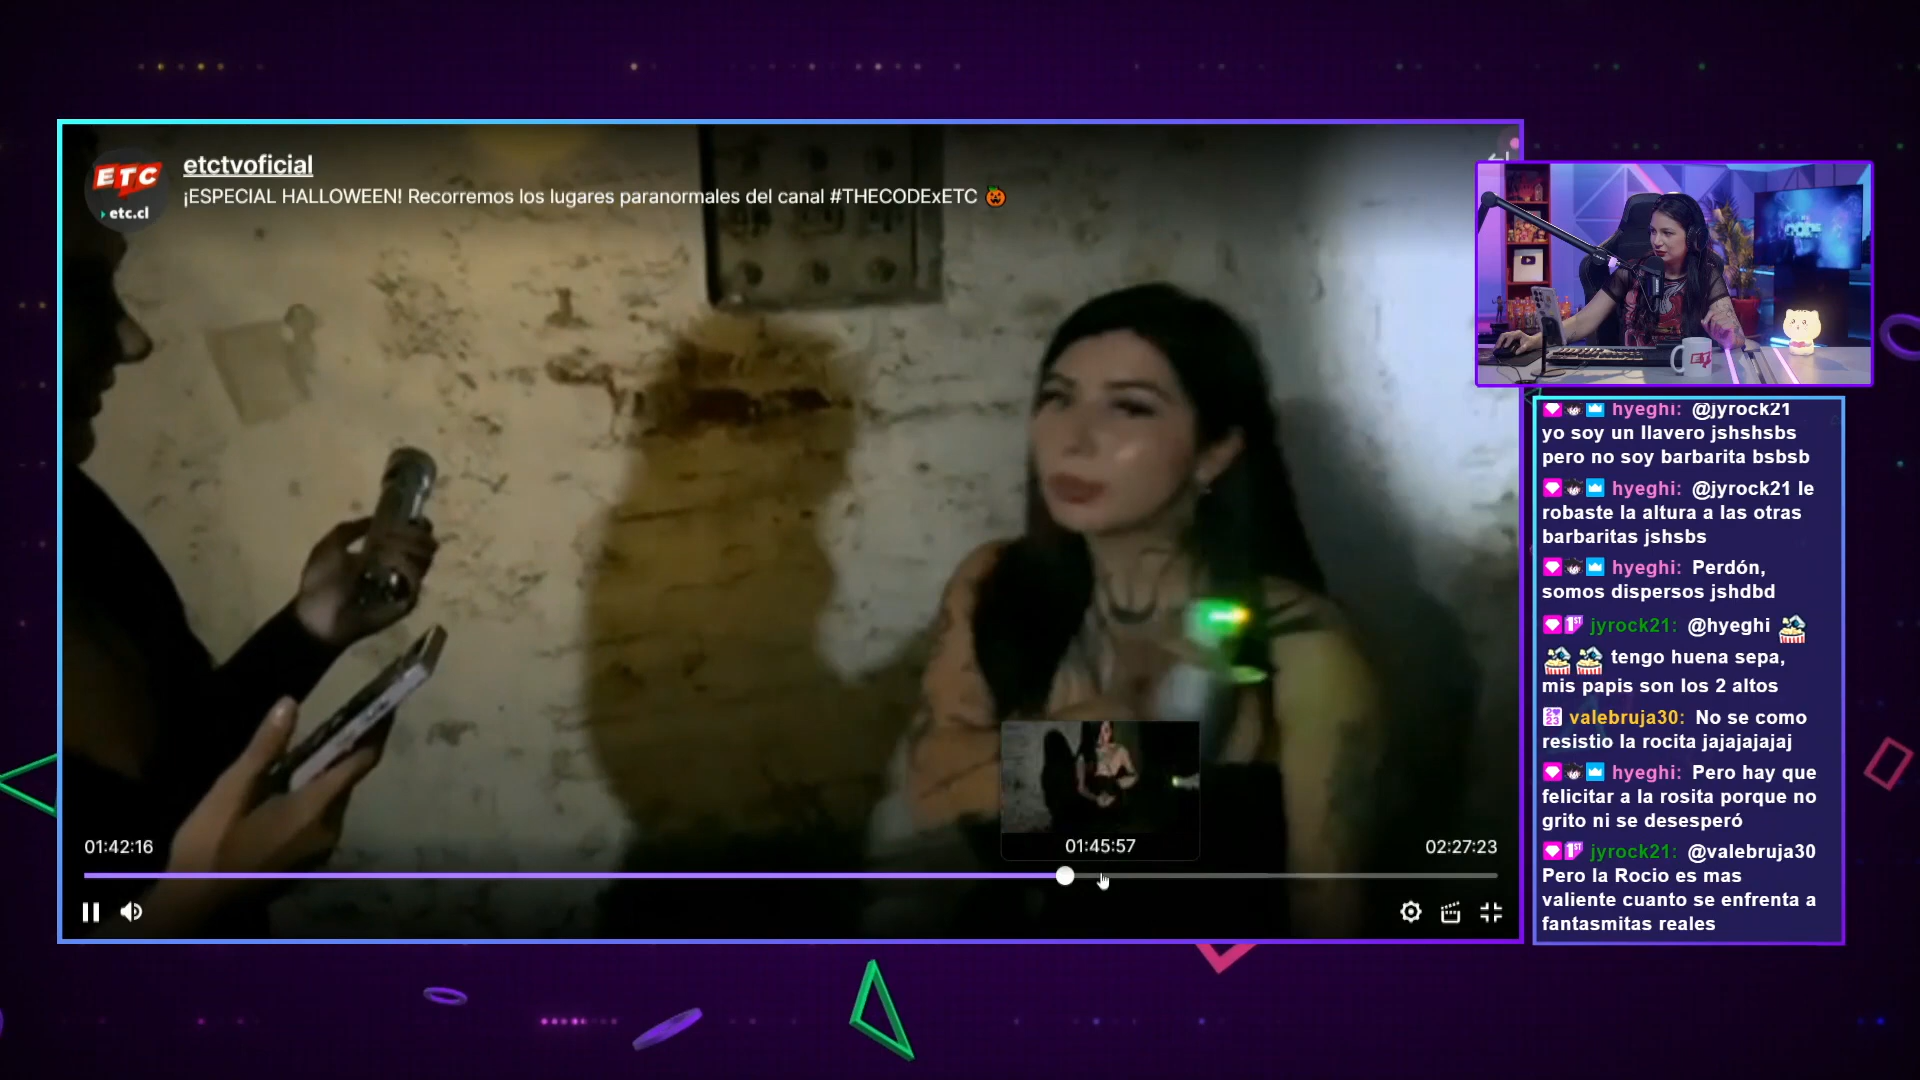 ETC
etc.cl
etctvoficial
¡ESPECIAL HALLOWEEN! Recorremos los lugares paranormales del canal #THECODExETC 🎃
01:42:16
01:45:57
02:27:23
hyeghi: @jyrock21
yo soy un llavero jshshsbs
pero no soy barbarita bsbsb
hyeghi: @jyrock21 le
robaste la altura a las otras
barbaritas jshsbs
hyeghi: Perdón,
somos dispersos jshdbd
1ST jyrock21: @hyeghi
tengo huena sepa,
mis papis son los 2 altos
valebruja30: No se como
resistio la rocita jajajajajaj
hyeghi: Pero hay que
felicitar a la rosita porque no
grito ni se desesperó
1ST jyrock21: @valebruja30
Pero la Rocio es mas
valiente cuanto se enfrenta a
fantasmitas reales